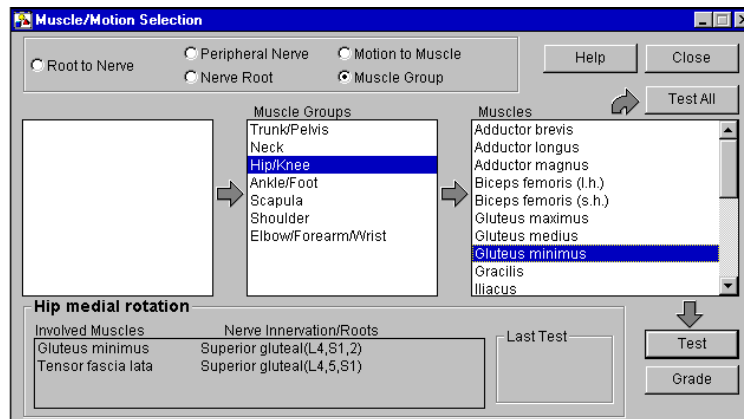 Muscle/Motion Selection
Root to Nerve
Peripheral Nerve
Motion to Muscle
Nerve Root
Muscle Group
Help
Close
Test All
Muscle Groups
Trunk/Pelvis
Neck
Hip/Knee
Ankle/Foot
Scapula
Shoulder
Elbow/Forearm/Wrist
Muscles
Adductor brevis
Adductor longus
Adductor magnus
Biceps femoris (l.h.)
Biceps femoris (s.h.)
Gluteus maximus
Gluteus medius
Gluteus minimus
Gracilis
Iliacus
Hip medial rotation
Involved Muscles Nerve Innervation/Roots
Gluteus minimus Superior gluteal(L4,S1,2)
Tensor fascia lata Superior gluteal(L4,5,S1)
Last Test
Test
Grade